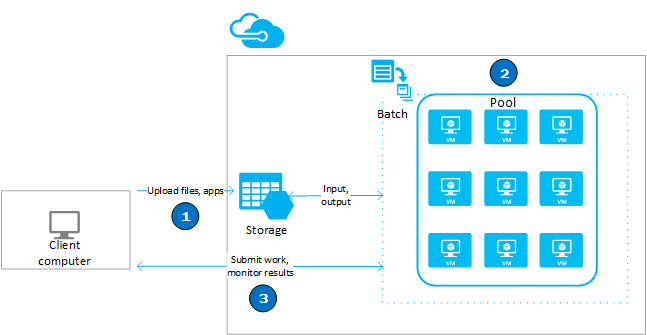 2
Pool
Batch
VM VM VM
Upload files, apps
1
Input,
output
VM VM VM
Storage
Client
computer
Submit work,
monitor results
3
VM VM VM